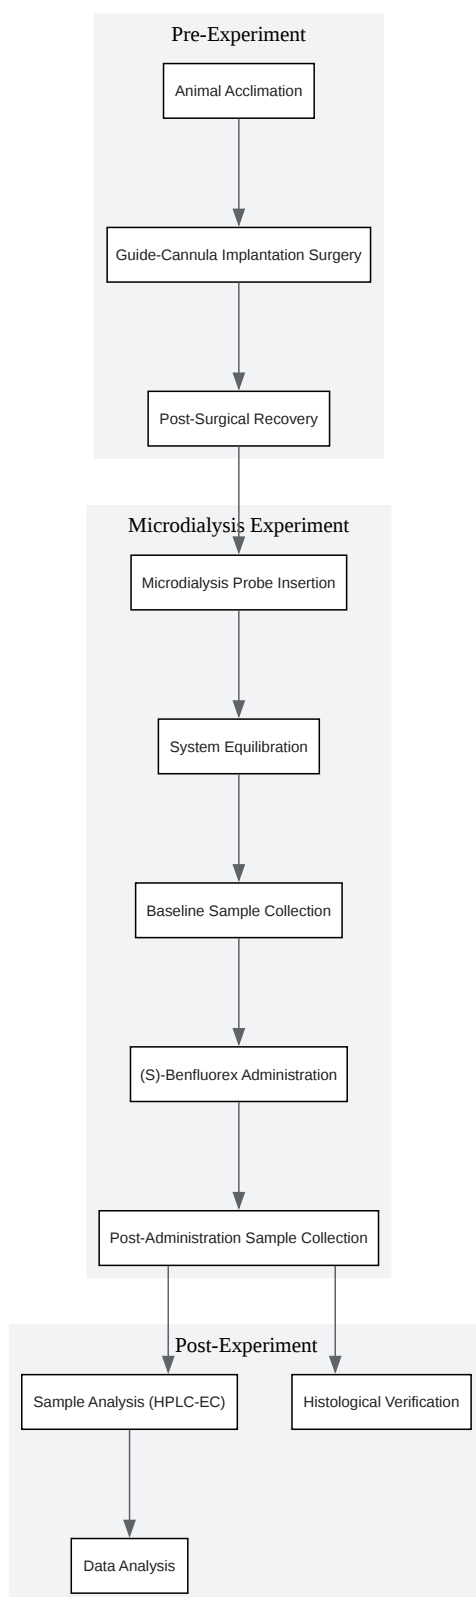 Pre-Experiment
Animal Acclimation
Guide-Cannula Implantation Surgery
Post-Surgical Recovery
Microdialysis Experiment
Microdialysis Probe Insertion
System Equilibration
Baseline Sample Collection
(S)-Benfluorex Administration
Post-Administration Sample Collection
Post-Experiment
Sample Analysis (HPLC-EC)
Histological Verification
Data Analysis